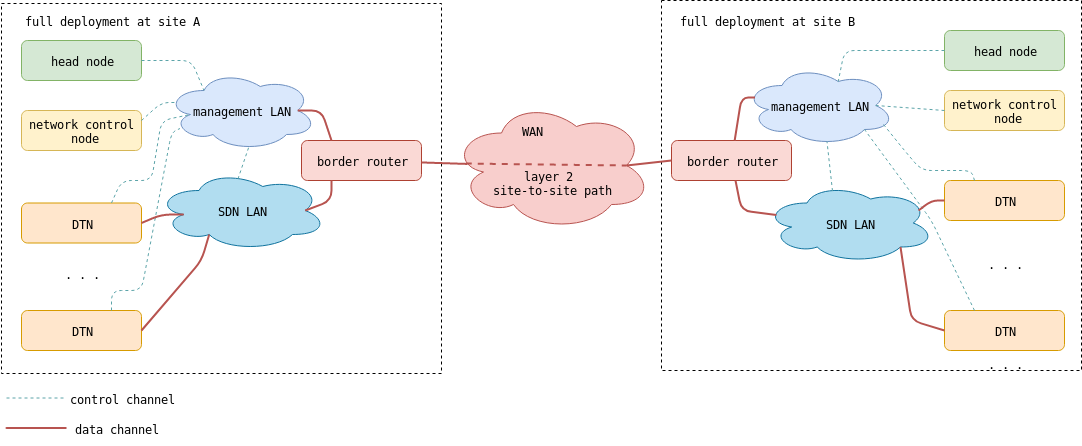 full deployment at site A
head node
network control
node
management LAN
border router
SDN LAN
DTN
. . .
DTN
WAN
layer 2
site-to-site path
full deployment at site B
head node
network control
node
management LAN
border router
SDN LAN
DTN
. . .
DTN
. . .
control channel
data channel